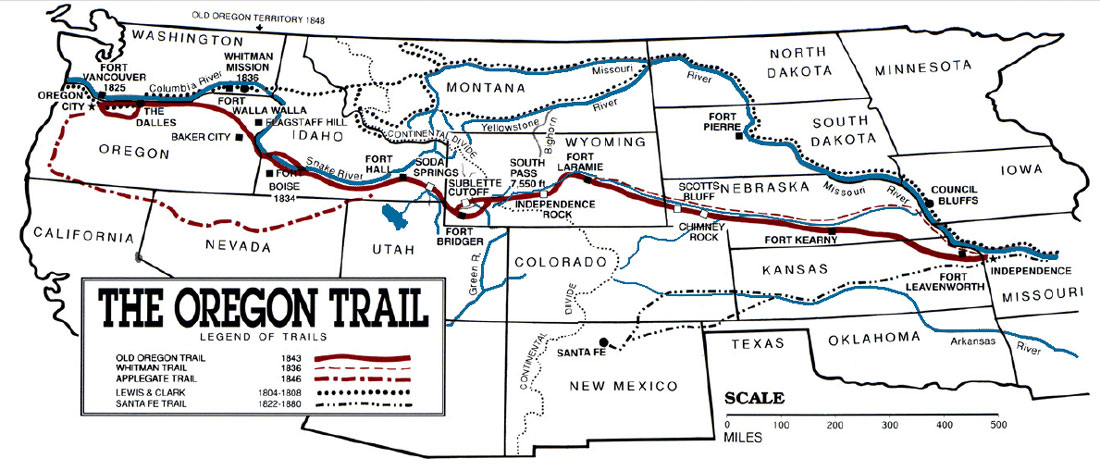 OLD OREGON TERRITORY 1848
WASHINGTON
NORTH
DAKOTA
MINNESOTA
FORT
VANCOUVER
1825
WHITMAN
MISSION
1836
Columbia River
Missouri
River
MONTANA
OREGON
CITY
THE
DALLES
FORT
WALLA WALLA
FLAGSTAFF HILL
BAKER CITY
IDAHO
CONTINENTAL DIVIDE
Yellowstone
River
Bighorn
WYOMING
FORT
PIERRE
SOUTH
DAKOTA
IOWA
OREGON
Snake River
FORT
BOISE
1834
FORT
HALL
SODA
SPRINGS
SUBLETTE
CUTOFF
SOUTH
PASS
7,550 ft
FORT
LARAMIE
INDEPENDENCE
ROCK
SCOTTS
BLUFF
NEBRASKA
Missouri
River
COUNCIL
BLUFFS
CHIMNEY
ROCK
FORT KEARNY
CALIFORNIA
NEVADA
UTAH
FORT
BRIDGER
Green R.
COLORADO
KANSAS
FORT
LEAVENWORTH
INDEPENDENCE
MISSOURI
CONTINENTAL
DIVIDE
SANTA FE
NEW MEXICO
TEXAS
OKLAHOMA
Arkansas
River
THE OREGON TRAIL
LEGEND OF TRAILS
OLD OREGON TRAIL 1843
WHITMAN TRAIL 1836
APPLEGATE TRAIL 1846
LEWIS & CLARK 1804-1808
SANTA FE TRAIL 1822-1880
SCALE
0 100 200 300 400 500
MILES